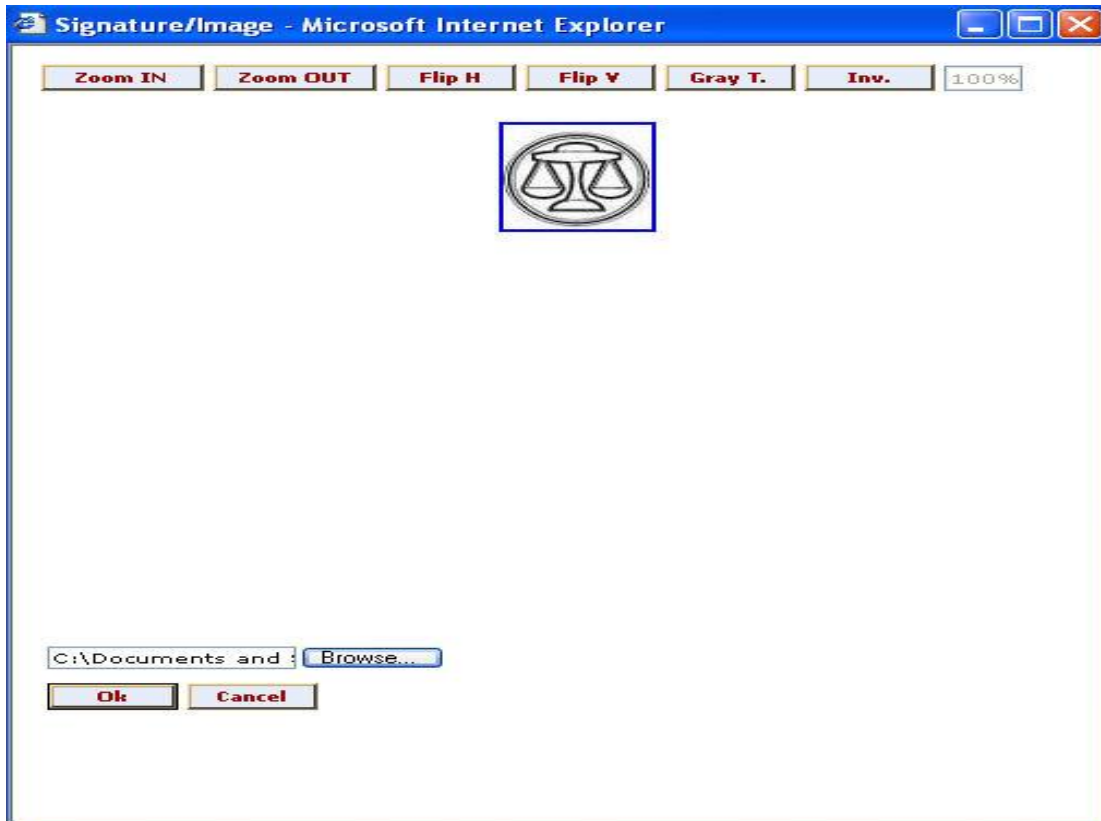 Signature/Image - Microsoft Internet Explorer
Zoom IN Zoom OUT Flip H Flip V Gray T. Inv. 100%
C:\Documents and Browse...
Ok Cancel